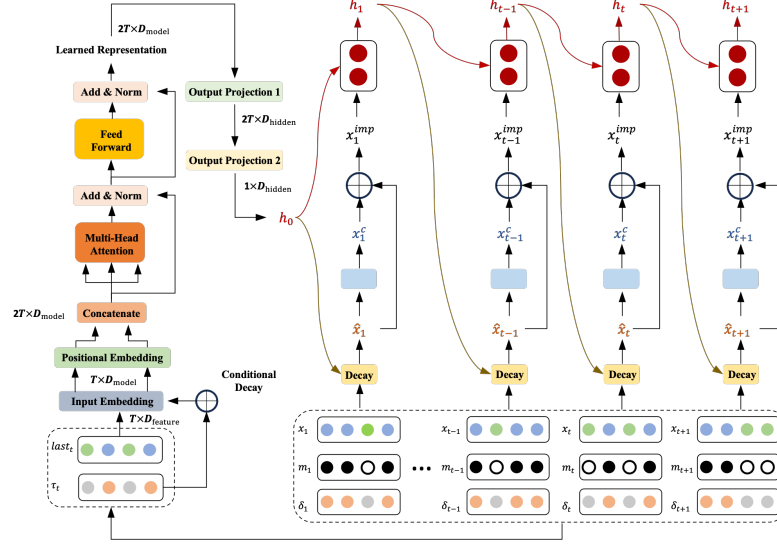 2T×D_model
Learned Representation
Add & Norm
Feed
Forward
Add & Norm
Multi-Head
Attention
2T×D_model
Concatenate
Positional Embedding
T×D_model
Input Embedding
T×D_feature
Conditional
Decay
last_t
τ_t
Output Projection 1
2T×D_hidden
Output Projection 2
1×D_hidden
h_0
h_1
h_{t-1}
h_t
h_{t+1}
x_1^{imp}
x_{t-1}^{imp}
x_t^{imp}
x_{t+1}^{imp}
x_1^c
x_{t-1}^c
x_t^c
x_{t+1}^c
x̂_1
x̂_{t-1}
x̂_t
x̂_{t+1}
Decay
Decay
Decay
Decay
x_1
x_{t-1}
x_t
x_{t+1}
m_1
...
m_{t-1}
m_t
m_{t+1}
δ_1
δ_{t-1}
δ_t
δ_{t+1}